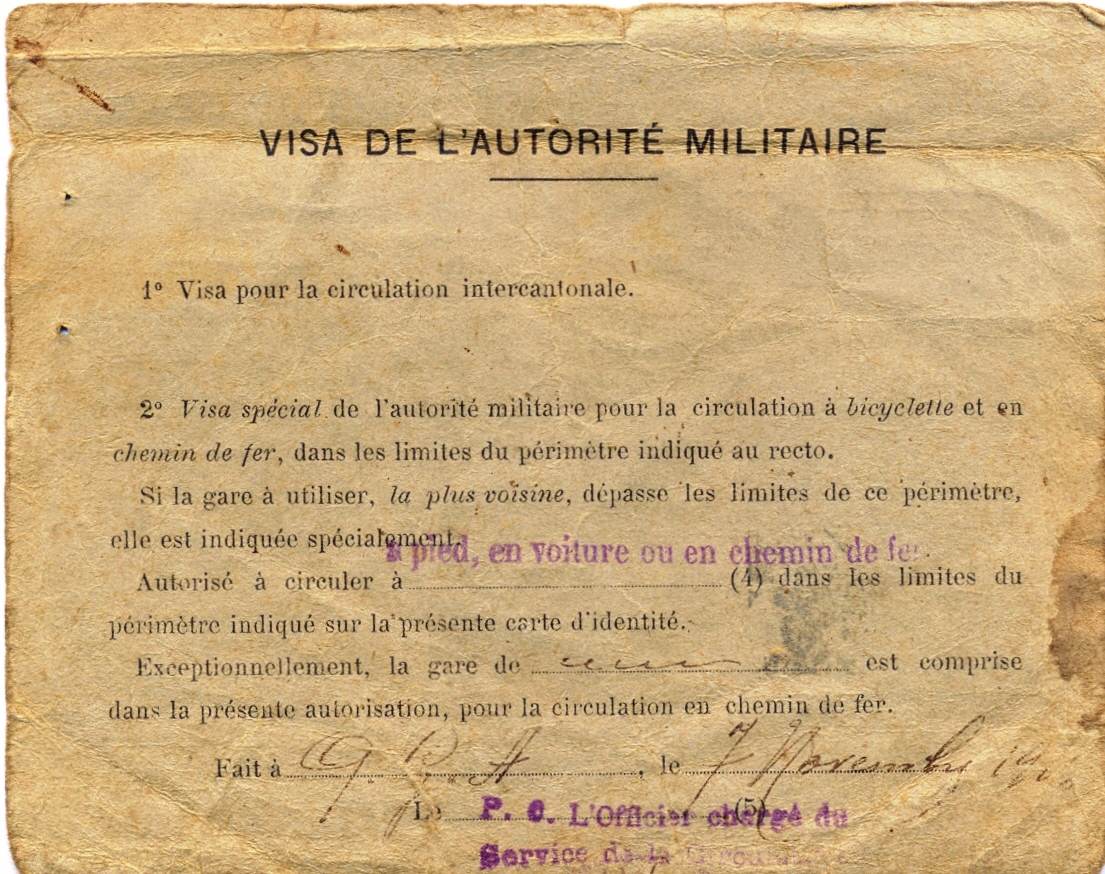 VISA DE L'AUTORITÉ MILITAIRE
1º Visa pour la circulation intercantonale.
2º Visa spécial de l'autorité militaire pour la circulation à bicyclette et en
chemin de fer, dans les limites du périmètre indiqué au recto.
Si la gare à utiliser, la plus voisine, dépasse les limites de ce périmètre,
elle est indiquée spécialement.
à pied, en voiture ou en chemin de fer.
Autorisé à circuler à (4) dans les limites du
périmètre indiqué sur la présente carte d'identité.
Exceptionnellement, la gare de est comprise
dans la présente autorisation, pour la circulation en chemin de fer.
Fait à , le 7 Novembre
Le (5)
P. O. L'Officier chargé du
Service de la